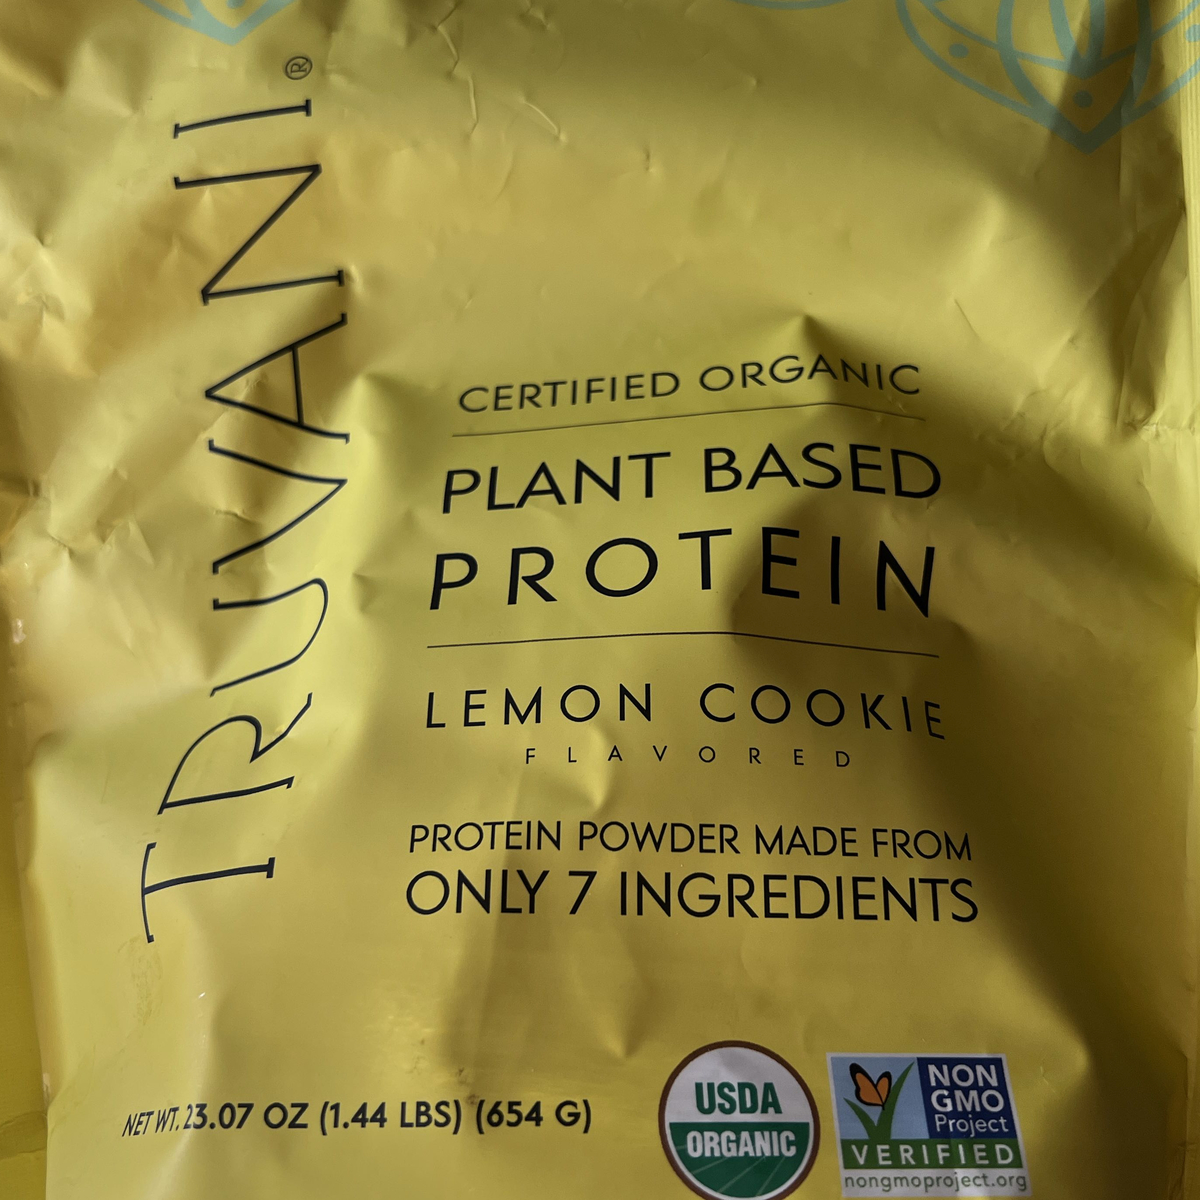 TRUVANI®
CERTIFIED ORGANIC
PLANT BASED
PROTEIN
LEMON COOKIE
FLAVORED
PROTEIN POWDER MADE FROM
ONLY 7 INGREDIENTS
NET WT. 23.07 OZ (1.44 LBS) (654 G)
USDA
ORGANIC
NON
GMO
Project
VERIFIED
nongmoproject.org